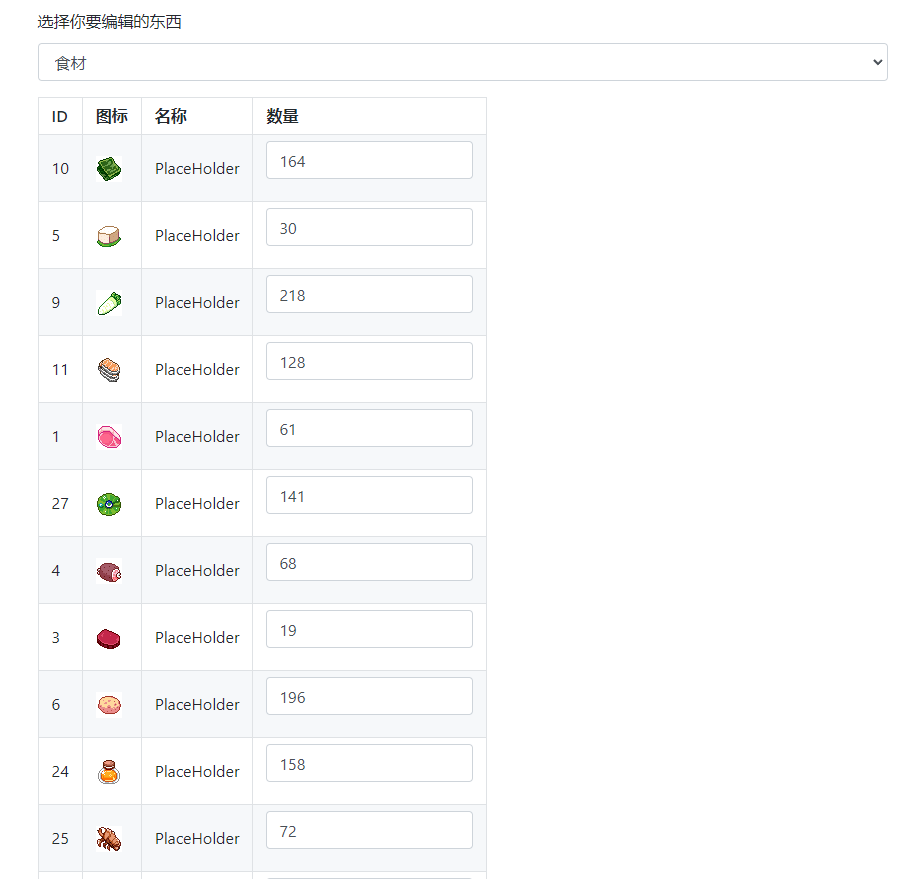 选择你要编辑的东西
食材
ID 图标 名称 数量
10 PlaceHolder 164
5 PlaceHolder 30
9 PlaceHolder 218
11 PlaceHolder 128
1 PlaceHolder 61
27 PlaceHolder 141
4 PlaceHolder 68
3 PlaceHolder 19
6 PlaceHolder 196
24 PlaceHolder 158
25 PlaceHolder 72